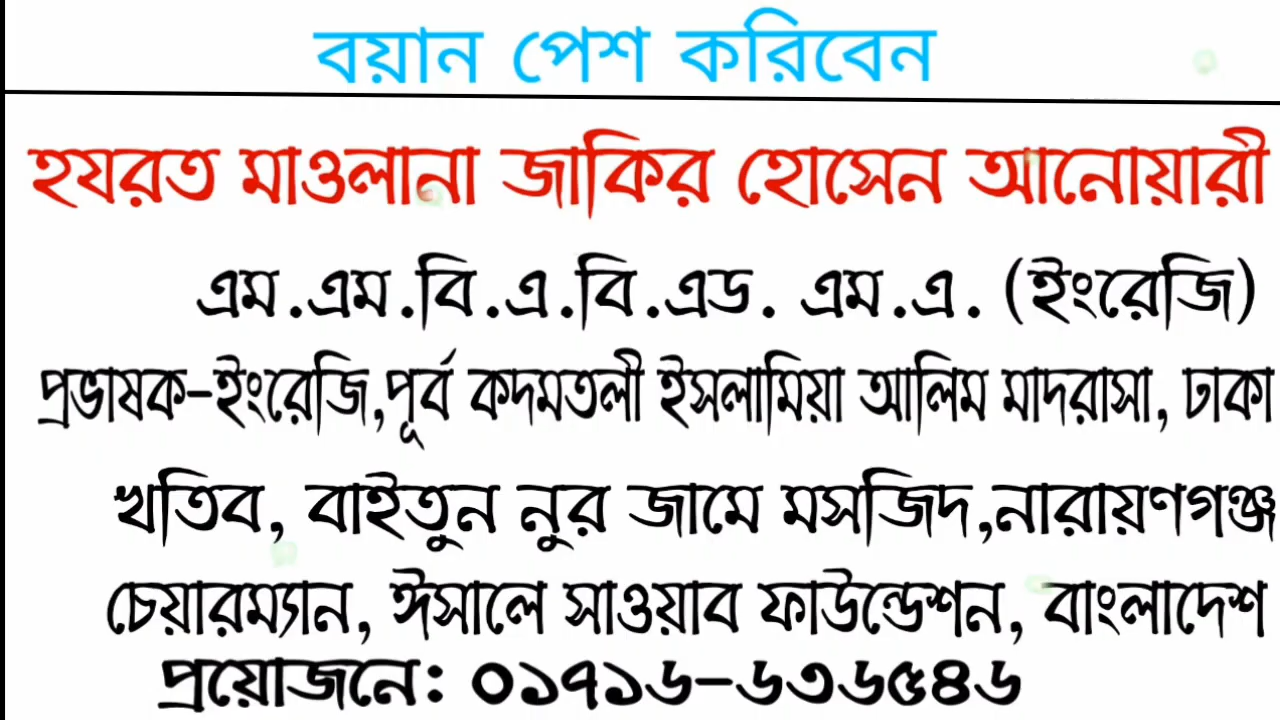 বয়ান পেশ করিবেন
হযরত মাওলানা জাকির হোসেন আনোয়ারী
এম.এম.বি.এ.বি.এড. এম.এ. (ইংরেজি)
প্রভাষক-ইংরেজি,পূর্ব কদমতলী ইসলামিয়া আলিম মাদরাসা, ঢাকা
খতিব, বাইতুন নুর জামে মসজিদ,নারায়ণগঞ্জ
চেয়ারম্যান, ঈসালে সাওয়াব ফাউন্ডেশন, বাংলাদেশ
প্রয়োজনে: ০১৭১৬-৬৩৬৫৪৬